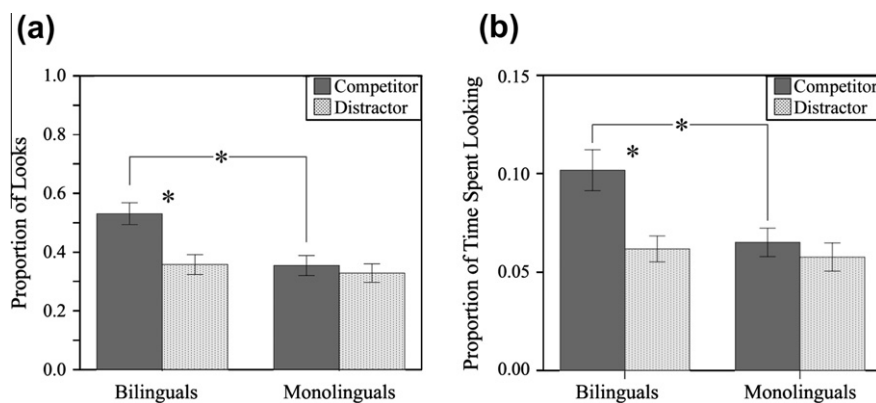 (a)
1.0
0.8
0.6
0.4
0.2
0.0
Proportion of Looks
Competitor
Distractor
*
*
Bilinguals
Monolinguals
(b)
0.15
0.10
0.05
0.00
Proportion of Time Spent Looking
Competitor
Distractor
*
*
Bilinguals
Monolinguals